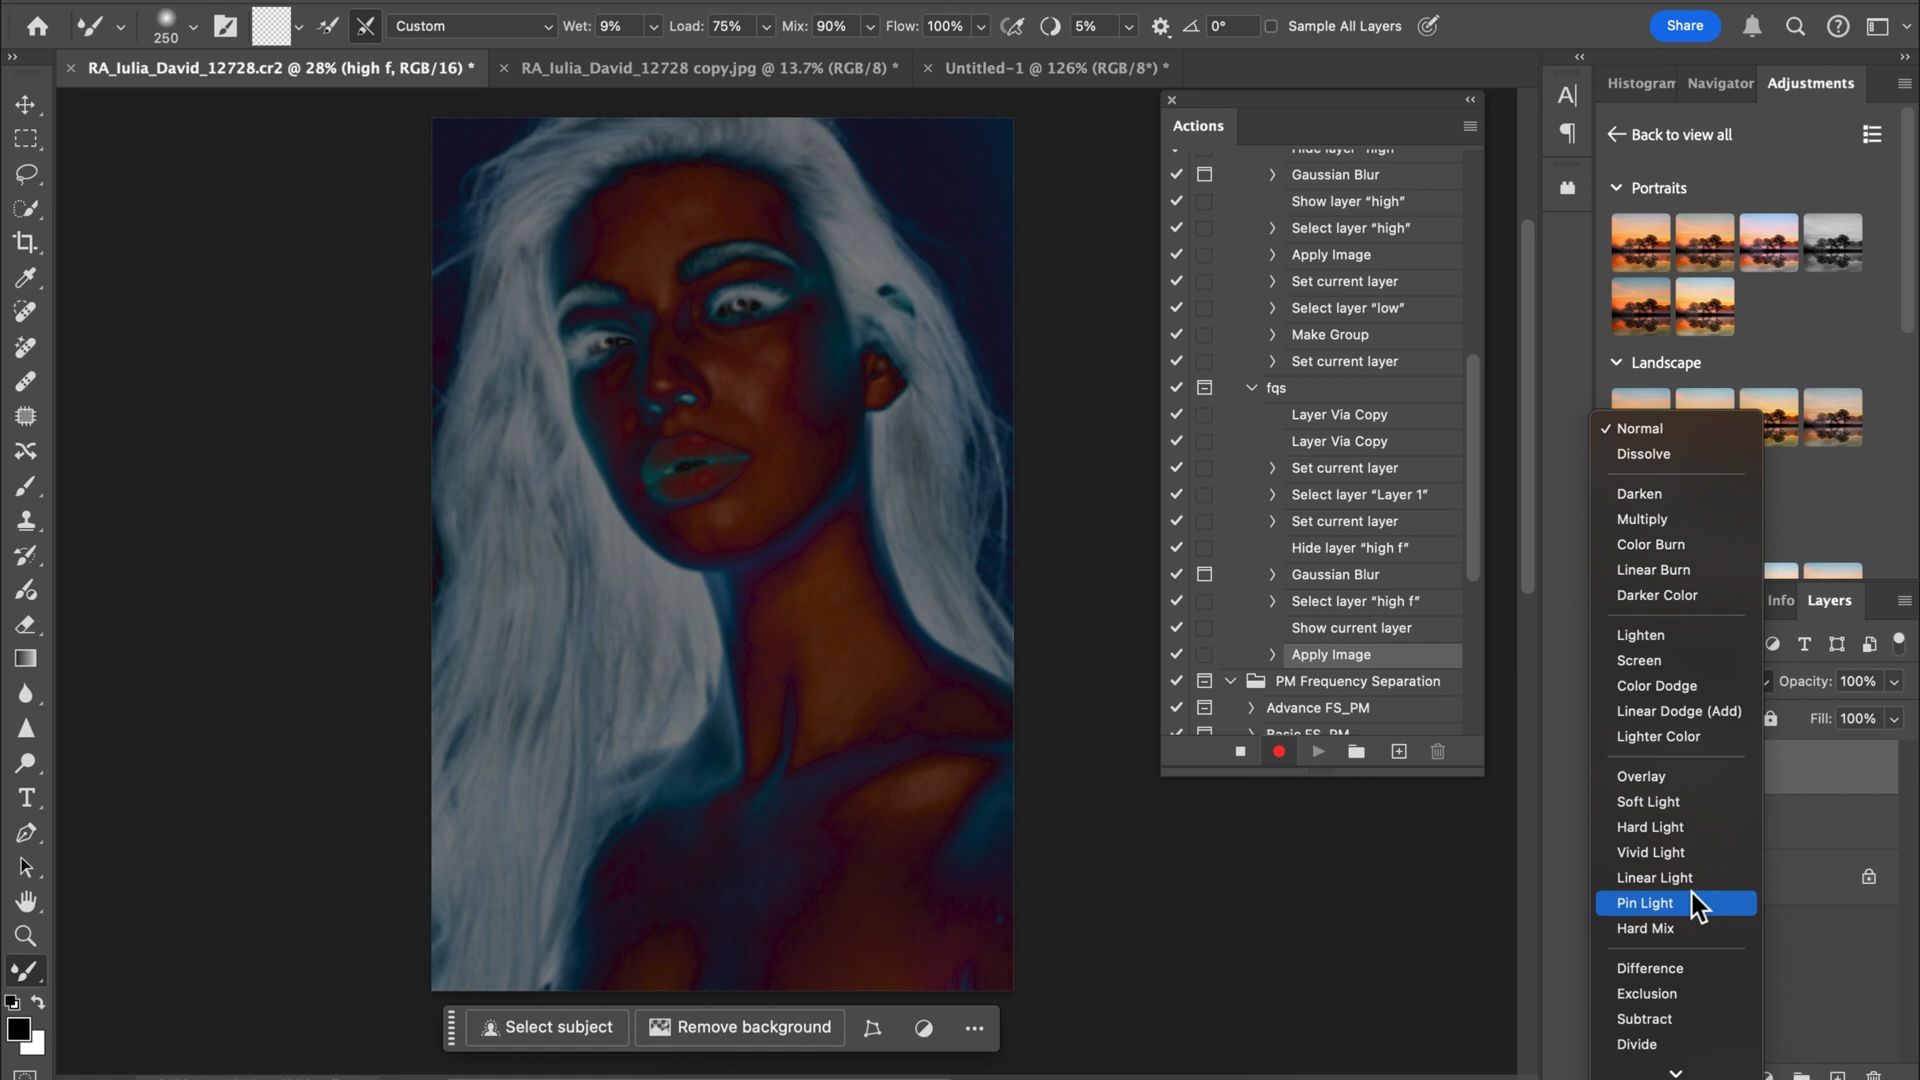 250
Custom
Wet: 9%
Load: 75%
Mix: 90%
Flow: 100%
5%
0°
Sample All Layers
Share
RA_Iulia_David_12728.cr2 @ 28% (high f, RGB/16) *
RA_Iulia_David_12728 copy.jpg @ 13.7% (RGB/8) *
Untitled-1 @ 126% (RGB/8*) *
Actions
Hide layer “high”
Gaussian Blur
Show layer “high”
Select layer “high”
Apply Image
Set current layer
Select layer “low”
Make Group
Set current layer
fqs
Layer Via Copy
Layer Via Copy
Set current layer
Select layer “Layer 1”
Set current layer
Hide layer “high f”
Gaussian Blur
Select layer “high f”
Show current layer
Apply Image
PM Frequency Separation
Advance FS_PM
Basic FS_PM
Histogram
Navigator
Adjustments
Back to view all
Portraits
Landscape
Normal
Dissolve
Darken
Multiply
Color Burn
Linear Burn
Darker Color
Lighten
Screen
Color Dodge
Linear Dodge (Add)
Lighter Color
Overlay
Soft Light
Hard Light
Vivid Light
Linear Light
Pin Light
Hard Mix
Difference
Exclusion
Subtract
Divide
Info
Layers
Opacity: 100%
Fill: 100%
Select subject
Remove background